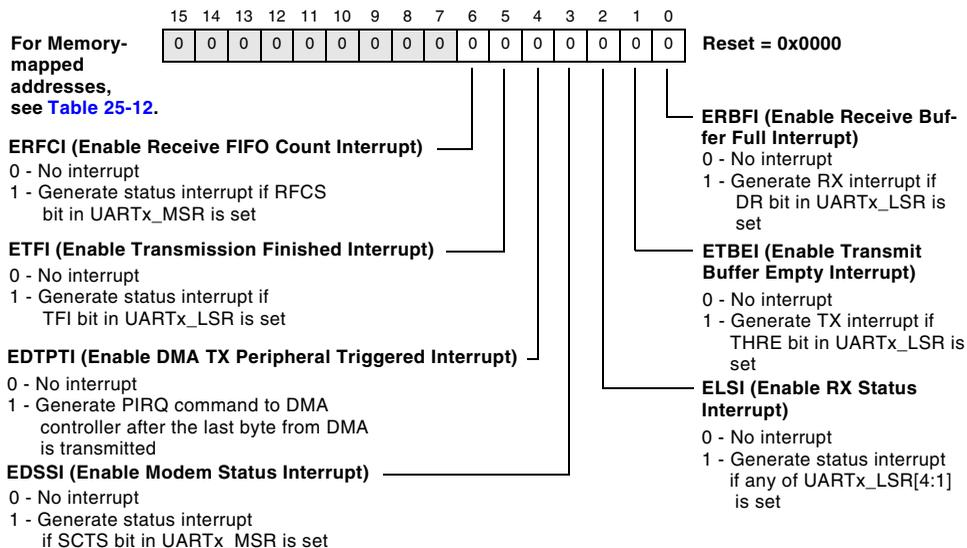 15 14 13 12 11 10 9 8 7 6 5 4 3 2 1 0
0 0 0 0 0 0 0 0 0 0 0 0 0 0 0 0
Reset = 0x0000
For Memory-
mapped
addresses,
see Table 25-12.
ERFCI (Enable Receive FIFO Count Interrupt)
0 - No interrupt
1 - Generate status interrupt if RFCS
bit in UARTx_MSR is set
ETFI (Enable Transmission Finished Interrupt)
0 - No interrupt
1 - Generate status interrupt if
TFI bit in UARTx_LSR is set
EDTPTI (Enable DMA TX Peripheral Triggered Interrupt)
0 - No interrupt
1 - Generate PIRQ command to DMA
controller after the last byte from DMA
is transmitted
EDSSI (Enable Modem Status Interrupt)
0 - No interrupt
1 - Generate status interrupt
if SCTS bit in UARTx_MSR is set
ERBFI (Enable Receive Buf-
fer Full Interrupt)
0 - No interrupt
1 - Generate RX interrupt if
DR bit in UARTx_LSR is
set
ETBEI (Enable Transmit
Buffer Empty Interrupt)
0 - No interrupt
1 - Generate TX interrupt if
THRE bit in UARTx_LSR is
set
ELSI (Enable RX Status
Interrupt)
0 - No interrupt
1 - Generate status interrupt
if any of UARTx_LSR[4:1]
is set